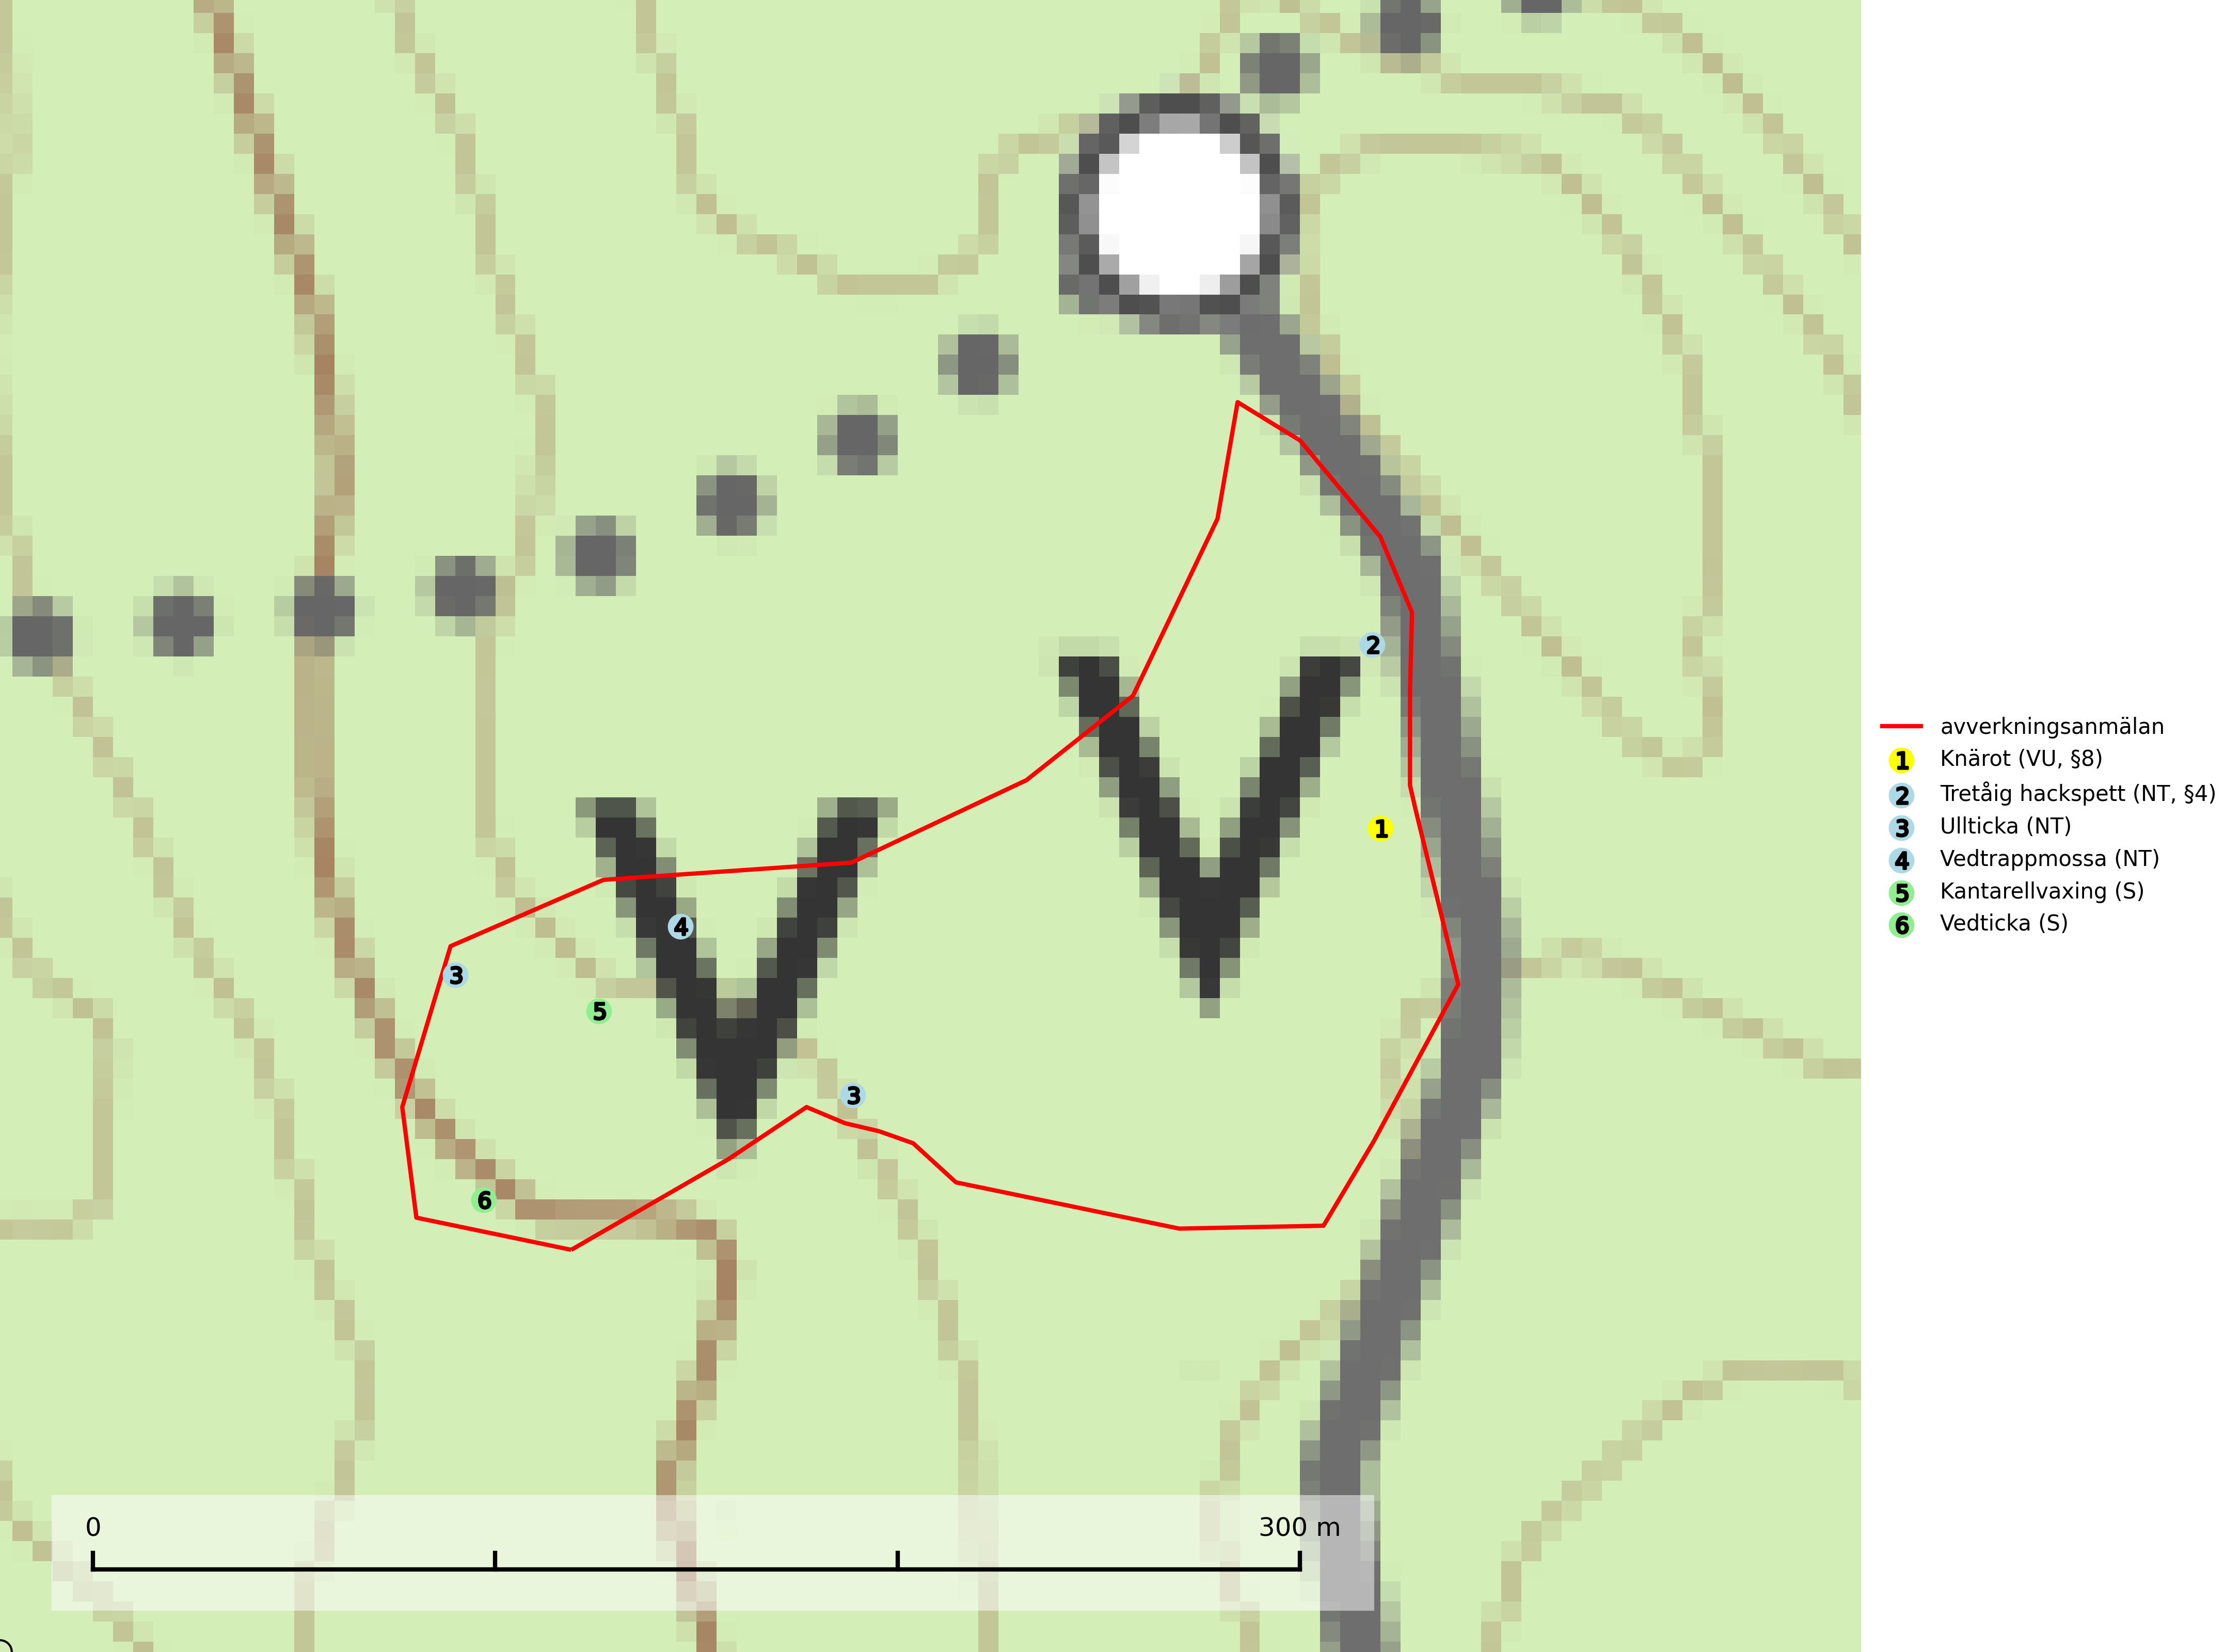 2
1
4
3
5
3
6
0
300 m
avverkningsanmälan
1 Knärot (VU, §8)
2 Tretåig hackspett (NT, §4)
3 Ullticka (NT)
4 Vedtrappmossa (NT)
5 Kantarellvaxing (S)
6 Vedticka (S)